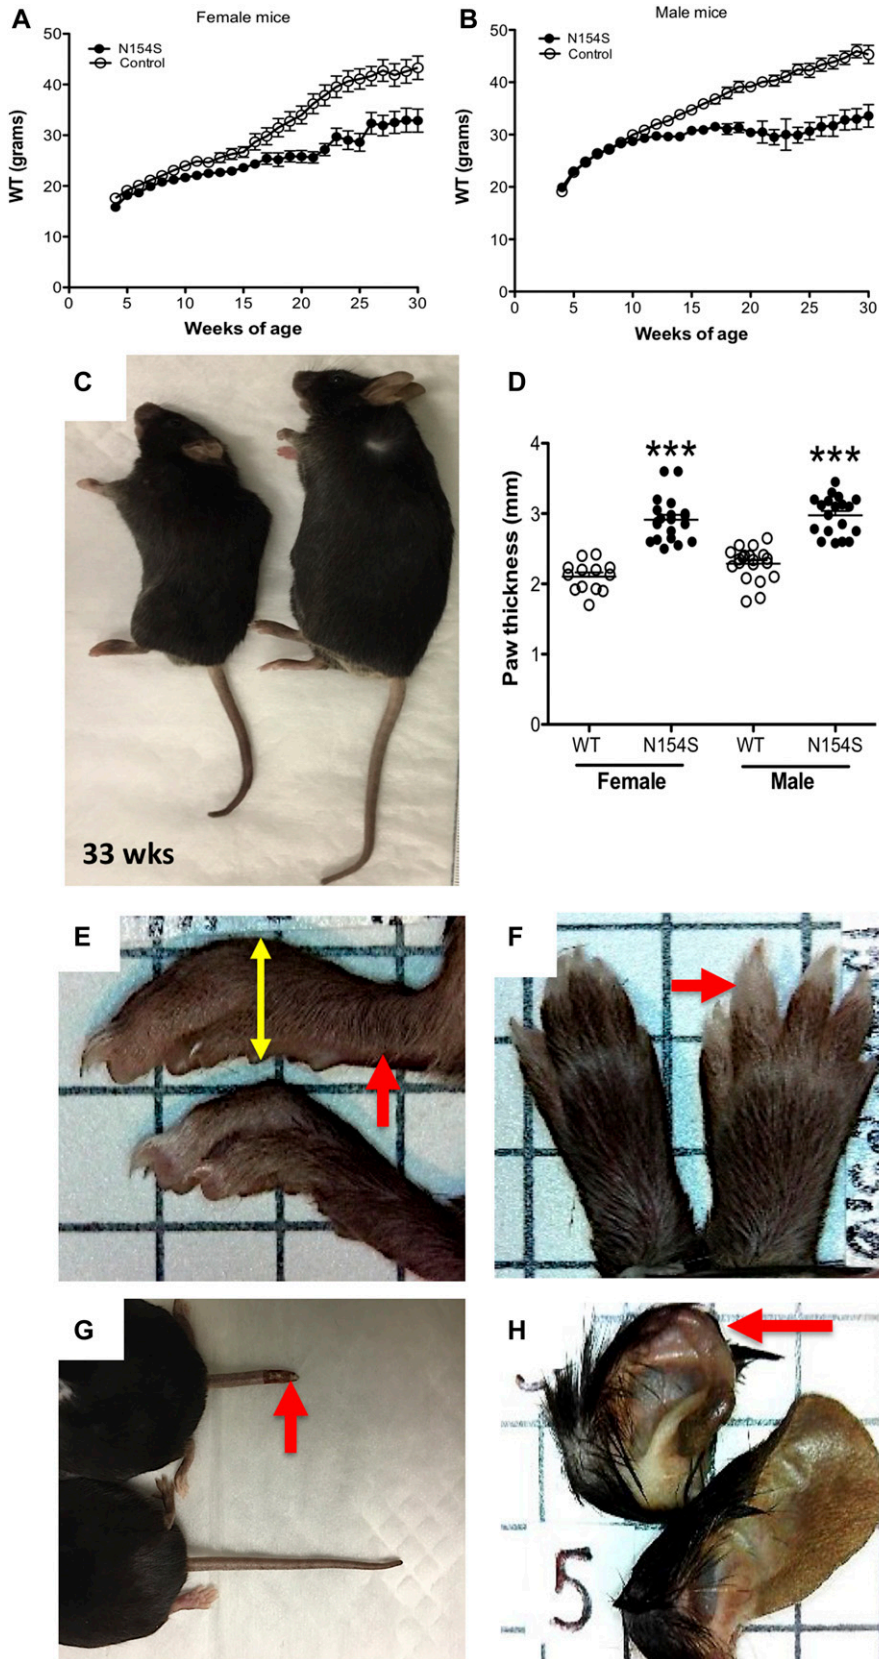 A
Female mice
N154S
Control
WT (grams)
50
40
30
20
10
0
0 5 10 15 20 25 30
Weeks of age
B
Male mice
N154S
Control
WT (grams)
50
40
30
20
10
0
0 5 10 15 20 25 30
Weeks of age
C
33 wks
D
Paw thickness (mm)
4
3
2
1
0
***
***
WT N154S WT N154S
Female Male
E
F
G
H
5